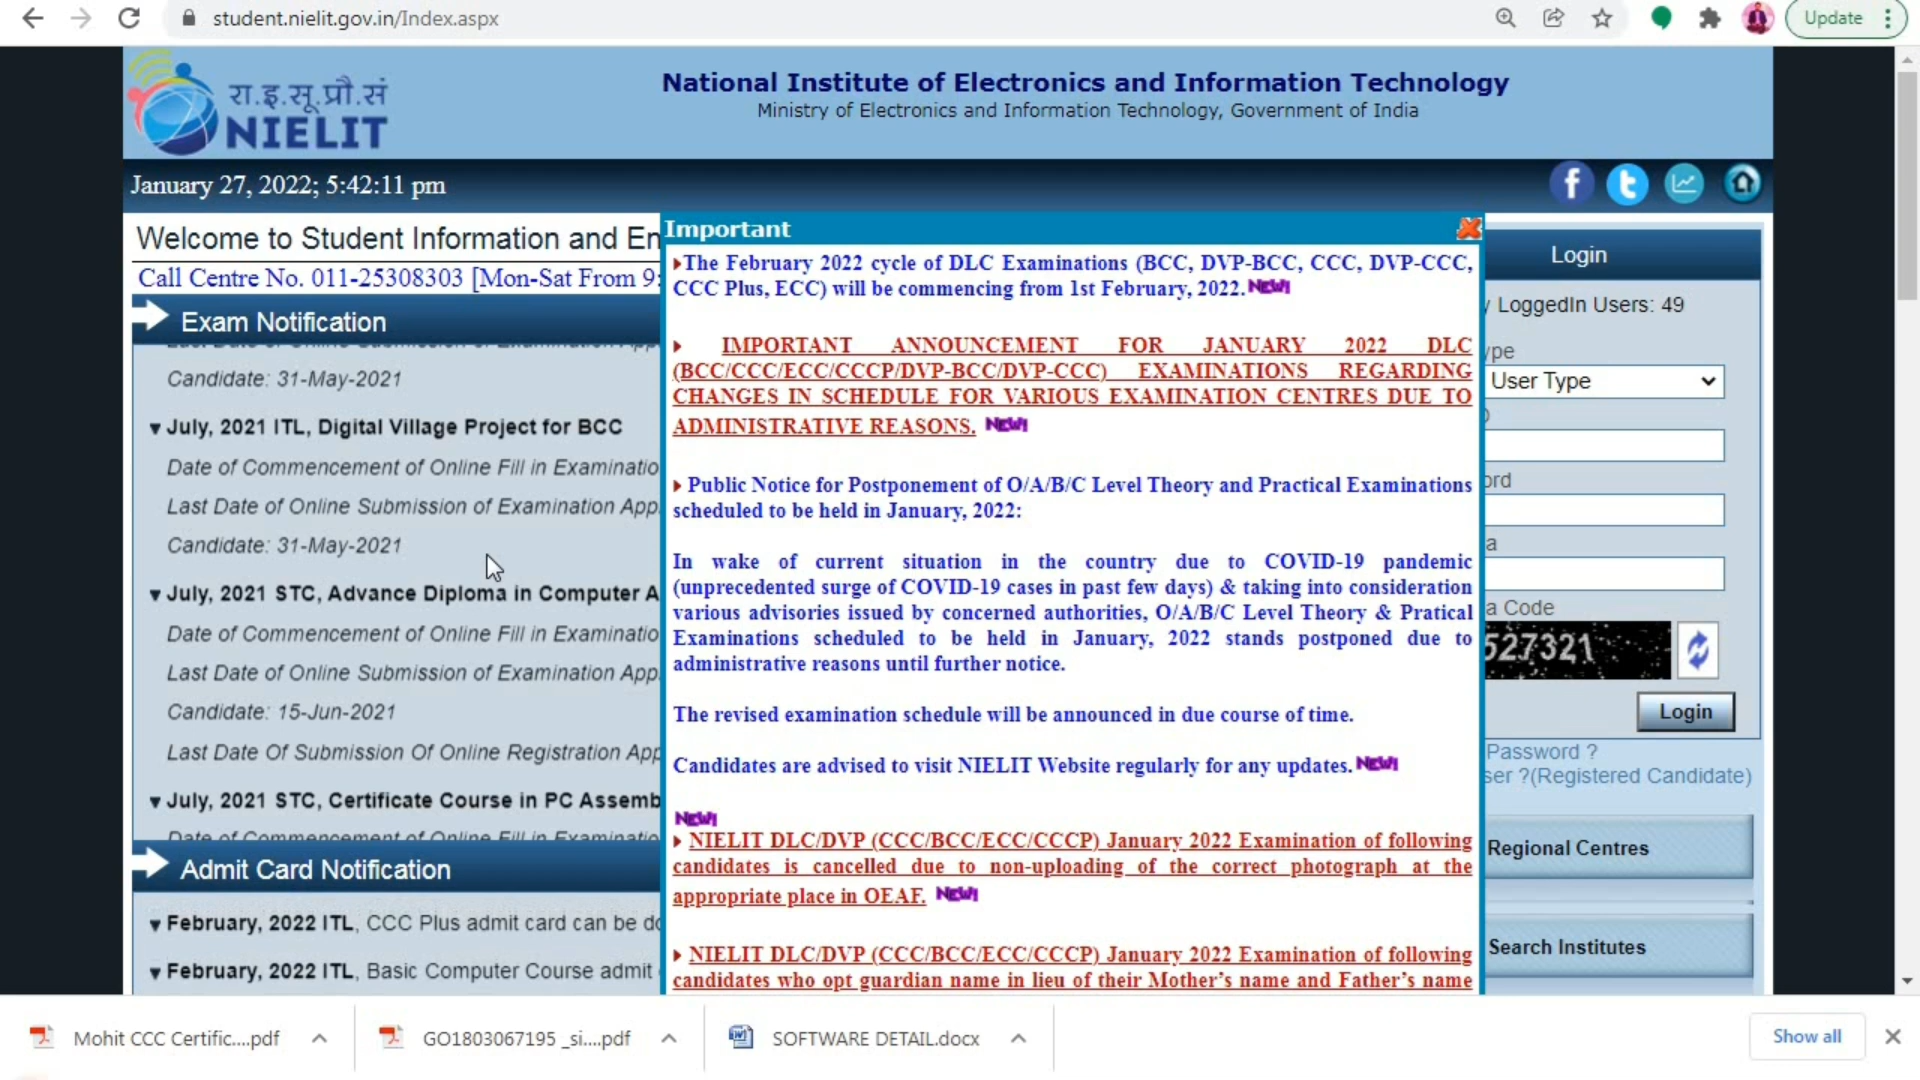 student.nielit.gov.in/Index.aspx
Update
रा.इ.सू.प्रौ.सं
NIELIT
National Institute of Electronics and Information Technology
Ministry of Electronics and Information Technology, Government of India
January 27, 2022; 5:42:11 pm
Welcome to Student Information and En
Call Centre No. 011-25308303 [Mon-Sat From 9:
Exam Notification
Last Date of Online Submission of Examination App
Candidate: 31-May-2021
July, 2021 ITL, Digital Village Project for BCC
Date of Commencement of Online Fill in Examinatio
Last Date of Online Submission of Examination App
Candidate: 31-May-2021
July, 2021 STC, Advance Diploma in Computer A
Date of Commencement of Online Fill in Examinatio
Last Date of Online Submission of Examination App
Candidate: 15-Jun-2021
Last Date Of Submission Of Online Registration App
July, 2021 STC, Certificate Course in PC Assemb
Date of Commencement of Online Fill in Examinatio
Admit Card Notification
February, 2022 ITL, CCC Plus admit card can be do
February, 2022 ITL, Basic Computer Course admit
Important
The February 2022 cycle of DLC Examinations (BCC, DVP-BCC, CCC, DVP-CCC,
CCC Plus, ECC) will be commencing from 1st February, 2022. NEW!
IMPORTANT ANNOUNCEMENT FOR JANUARY 2022 DLC
(BCC/CCC/ECC/CCCP/DVP-BCC/DVP-CCC) EXAMINATIONS REGARDING
CHANGES IN SCHEDULE FOR VARIOUS EXAMINATION CENTRES DUE TO
ADMINISTRATIVE REASONS. NEW!
Public Notice for Postponement of O/A/B/C Level Theory and Practical Examinations
scheduled to be held in January, 2022:
In wake of current situation in the country due to COVID-19 pandemic
(unprecedented surge of COVID-19 cases in past few days) & taking into consideration
various advisories issued by concerned authorities, O/A/B/C Level Theory & Pratical
Examinations scheduled to be held in January, 2022 stands postponed due to
administrative reasons until further notice.
The revised examination schedule will be announced in due course of time.
Candidates are advised to visit NIELIT Website regularly for any updates. NEW!
NEW!
NIELIT DLC/DVP (CCC/BCC/ECC/CCCP) January 2022 Examination of following
candidates is cancelled due to non-uploading of the correct photograph at the
appropriate place in OEAF. NEW!
NIELIT DLC/DVP (CCC/BCC/ECC/CCCP) January 2022 Examination of following
candidates who opt guardian name in lieu of their Mother's name and Father's name
Login
y LoggedIn Users: 49
ype
User Type
D
ord
a
a Code
527321
Login
Password ?
ser ?(Registered Candidate)
Regional Centres
Search Institutes
Mohit CCC Certific....pdf
GO1803067195 _si....pdf
SOFTWARE DETAIL.docx
Show all